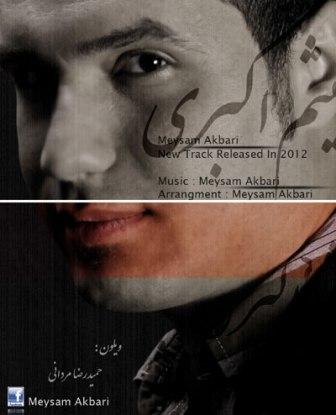 میثم اکبری
Meysam Akbari
New Track Released In 2012
Music : Meysam Akbari
Arrangment : Meysam Akbari
ویلون:
حمیدرضا مردانی
Meysam Akbari